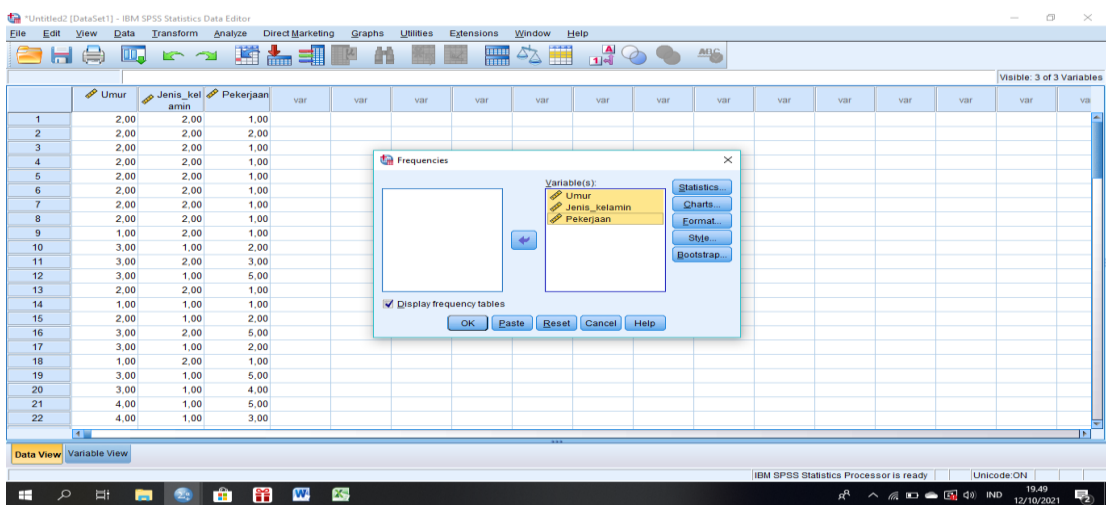 *Untitled2 [DataSet1] - IBM SPSS Statistics Data Editor
File Edit View Data Transform Analyze Direct Marketing Graphs Utilities Extensions Window Help
Visible: 3 of 3 Variables
Umur Jenis_kel amin Pekerjaan var var var var var var var var var var var var va
1 2,00 2,00 1,00
2 2,00 2,00 2,00
3 2,00 2,00 1,00
4 2,00 2,00 1,00
5 2,00 2,00 1,00
6 2,00 2,00 1,00
7 2,00 2,00 1,00
8 2,00 2,00 1,00
9 1,00 2,00 1,00
10 3,00 1,00 2,00
11 3,00 2,00 3,00
12 3,00 1,00 5,00
13 2,00 2,00 1,00
14 1,00 1,00 1,00
15 2,00 1,00 2,00
16 3,00 2,00 5,00
17 3,00 1,00 2,00
18 1,00 2,00 1,00
19 3,00 1,00 5,00
20 3,00 1,00 4,00
21 4,00 1,00 5,00
22 4,00 1,00 3,00
Frequencies
Variable(s):
Umur
Jenis_kelamin
Pekerjaan
Statistics...
Charts...
Format...
Style...
Bootstrap...
Display frequency tables
OK Paste Reset Cancel Help
Data View Variable View
IBM SPSS Statistics Processor is ready Unicode:ON
IND 19.49
12/10/2021